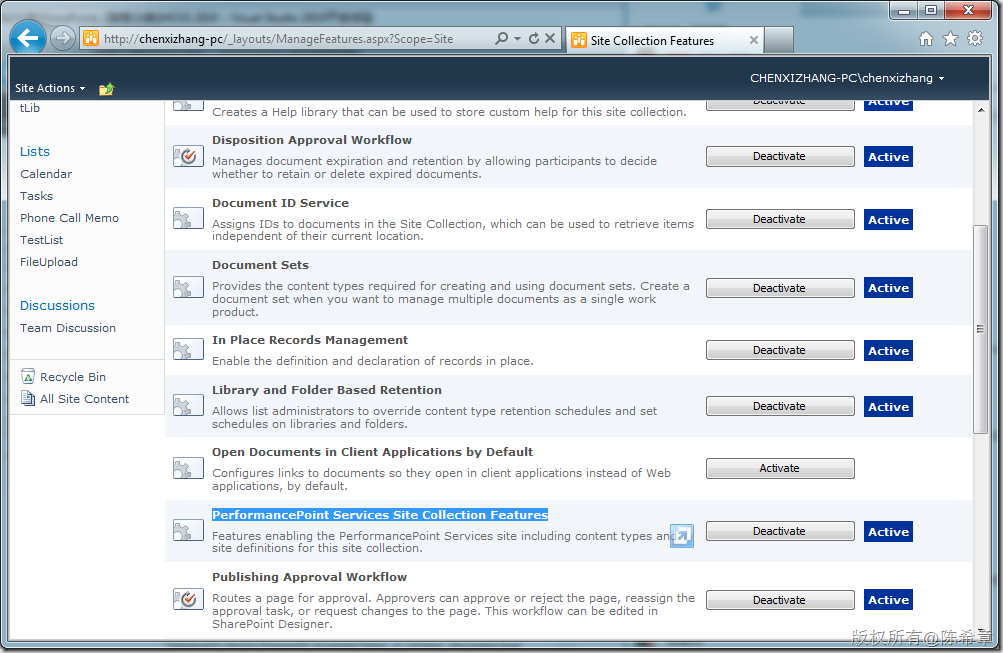 http://chenxizhang-pc/_layouts/ManageFeatures.aspx?Scope=Site
Site Collection Features
Site Actions
CHENXIZHANG-PC\chenxizhang
tLib
Lists
Calendar
Tasks
Phone Call Memo
TestList
FileUpload
Discussions
Team Discussion
Recycle Bin
All Site Content
Creates a Help library that can be used to store custom help for this site collection.
Deactivate
Active
Disposition Approval Workflow
Manages document expiration and retention by allowing participants to decide
whether to retain or delete expired documents.
Deactivate
Active
Document ID Service
Assigns IDs to documents in the Site Collection, which can be used to retrieve items
independent of their current location.
Deactivate
Active
Document Sets
Provides the content types required for creating and using document sets. Create a
document set when you want to manage multiple documents as a single work
product.
Deactivate
Active
In Place Records Management
Enable the definition and declaration of records in place.
Deactivate
Active
Library and Folder Based Retention
Allows list administrators to override content type retention schedules and set
schedules on libraries and folders.
Deactivate
Active
Open Documents in Client Applications by Default
Configures links to documents so they open in client applications instead of Web
applications, by default.
Activate
PerformancePoint Services Site Collection Features
Features enabling the PerformancePoint Services site including content types and
site definitions for this site collection.
Deactivate
Active
Publishing Approval Workflow
Routes a page for approval. Approvers can approve or reject the page, reassign the
approval task, or request changes to the page. This workflow can be edited in
SharePoint Designer.
Deactivate
Active
版权所有@陈希章